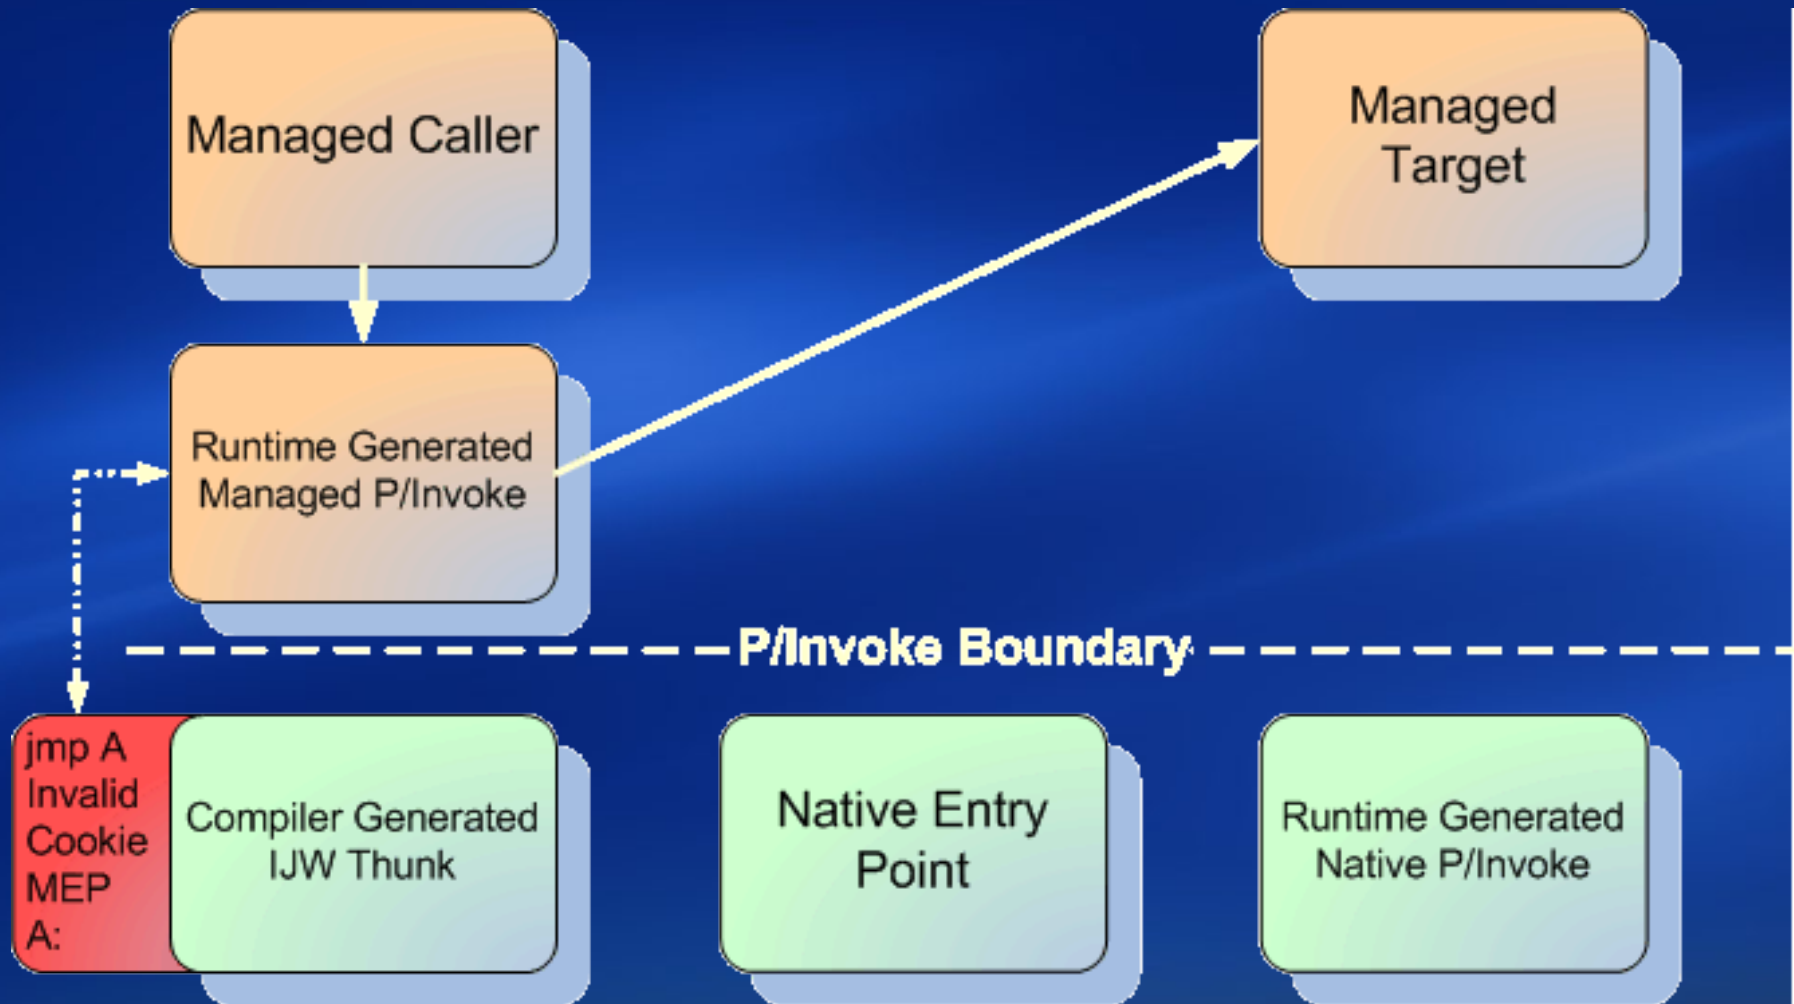 Managed Caller
Managed
Target
Runtime Generated
Managed P/Invoke
P/Invoke Boundary
jmp A
Invalid
Cookie
MEP
A:
Compiler Generated
IJW Thunk
Native Entry
Point
Runtime Generated
Native P/Invoke